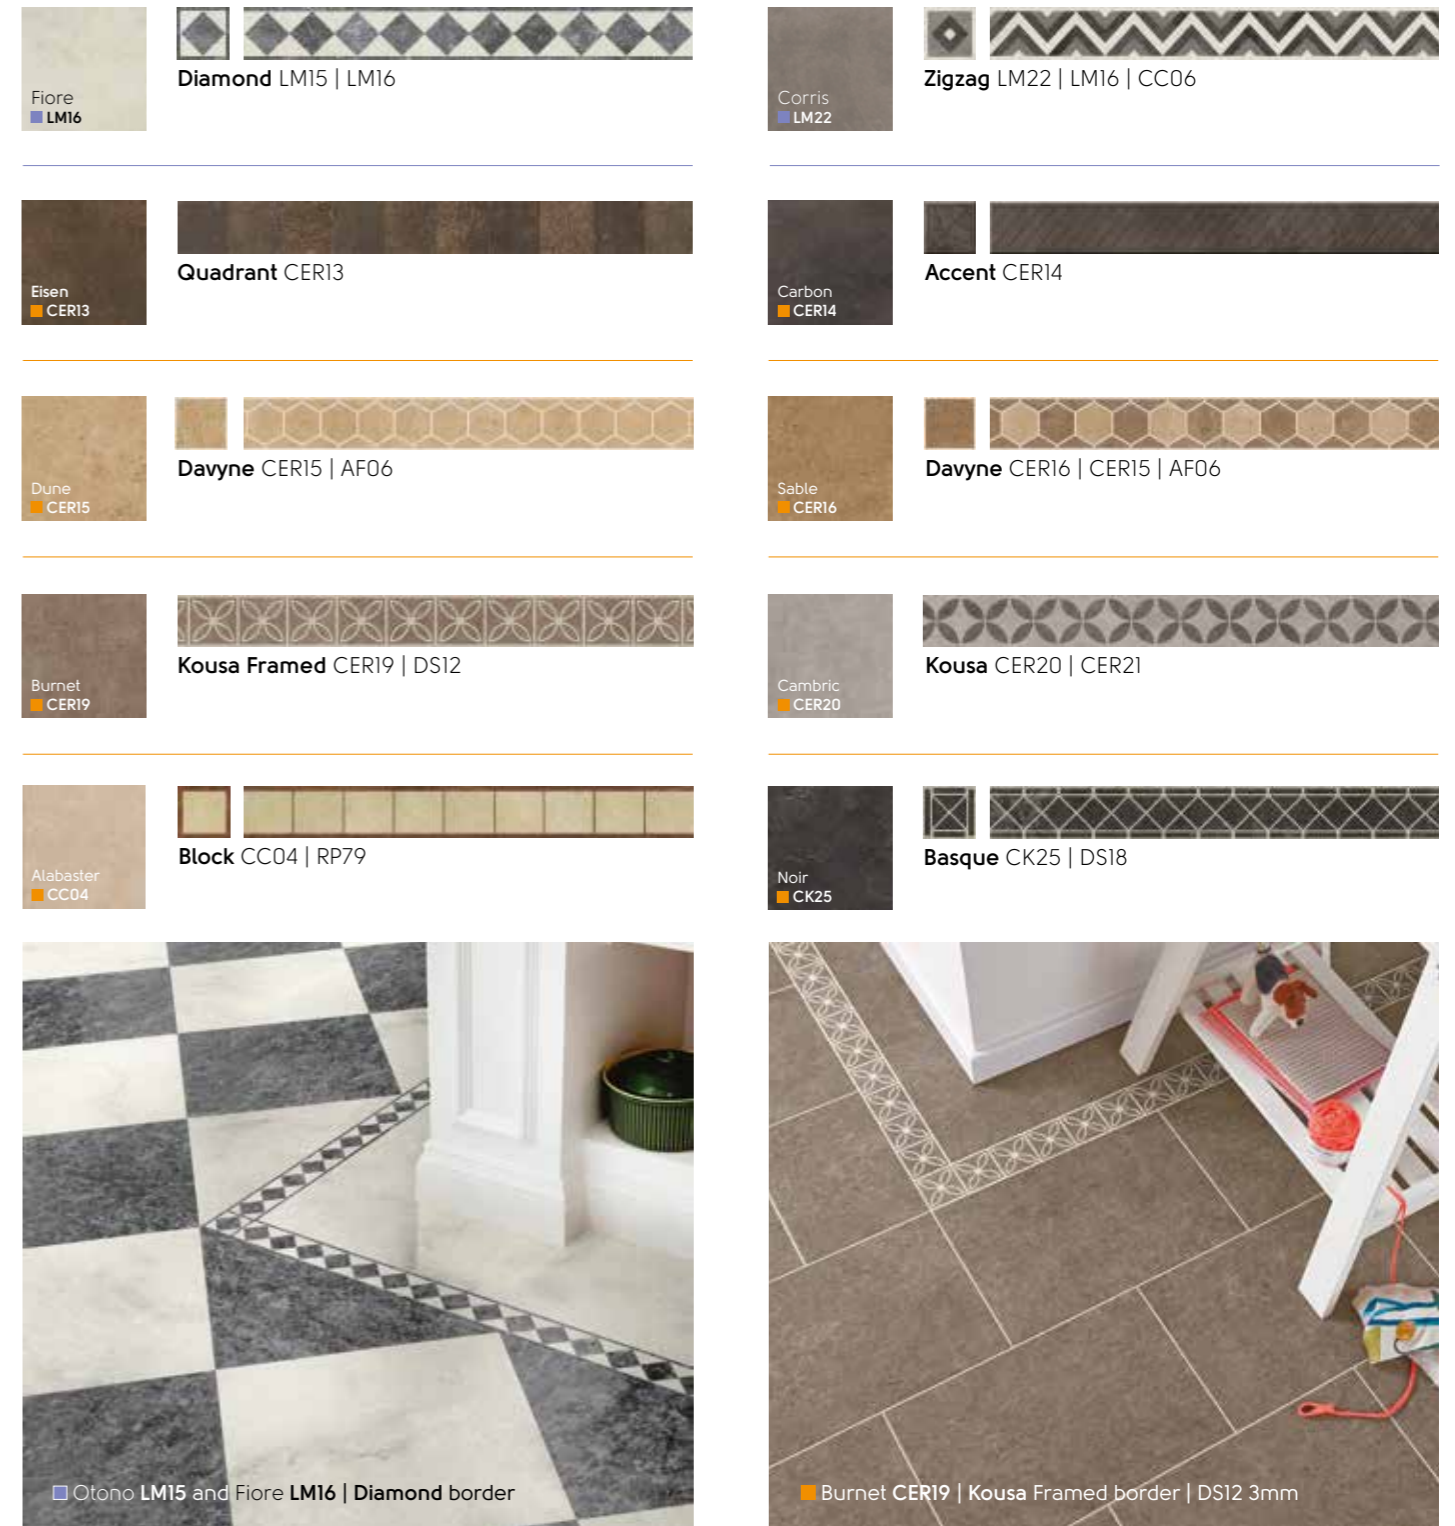 Fiore
LM16
Diamond LM15 | LM16
Corris
LM22
Zigzag LM22 | LM16 | CC06
Eisen
CER13
Quadrant CER13
Carbon
CER14
Accent CER14
Dune
CER15
Davyne CER15 | AF06
Sable
CER16
Davyne CER16 | CER15 | AF06
Burnet
CER19
Kousa Framed CER19 | DS12
Cambric
CER20
Kousa CER20 | CER21
Alabaster
CC04
Block CC04 | RP79
Noir
CK25
Basque CK25 | DS18
Otono LM15 and Fiore LM16 | Diamond border
Burnet CER19 | Kousa Framed border | DS12 3mm